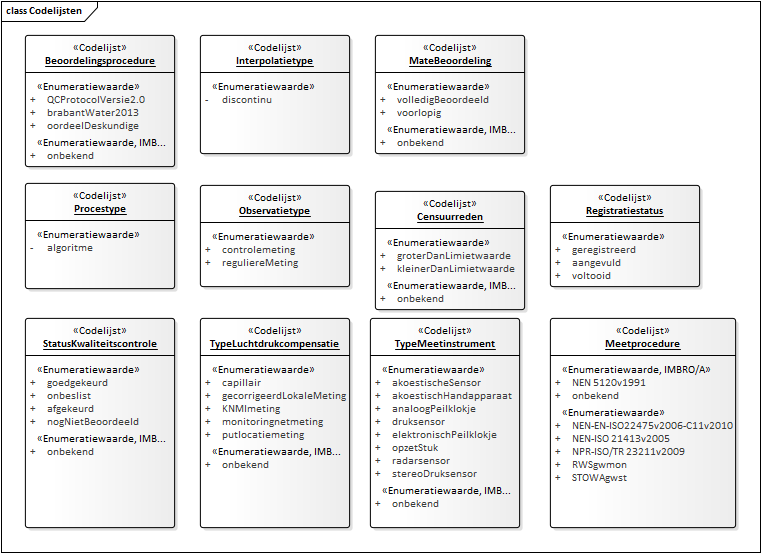 class Codelijsten
«Codelijst»
Beoordelingsprocedure
«Enumeratiewaarde»
+ QCProtocolVersie2.0
+ brabantWater2013
+ oordeelDeskundige
«Enumeratiewaarde, IMB...
+ onbekend
«Codelijst»
Interpolatietype
«Enumeratiewaarde»
- discontinu
«Codelijst»
MateBeoordeling
«Enumeratiewaarde»
+ volledigBeoordeeld
+ voorlopig
«Enumeratiewaarde, IMB...
+ onbekend
«Codelijst»
Procestype
«Enumeratiewaarde»
- algoritme
«Codelijst»
Observatietype
«Enumeratiewaarde»
+ controlemeting
+ reguliereMeting
«Codelijst»
Censuurreden
«Enumeratiewaarde»
+ groterDanLimietwaarde
+ kleinerDanLimietwaarde
«Enumeratiewaarde, IMB...
+ onbekend
«Codelijst»
Registratiestatus
«Enumeratiewaarde»
+ geregistreerd
+ aangevuld
+ voltooid
«Codelijst»
StatusKwaliteitscontrole
«Enumeratiewaarde»
+ goedgekeurd
+ onbeslist
+ afgekeurd
+ nogNietBeoordeeld
«Enumeratiewaarde, IMB...
+ onbekend
«Codelijst»
TypeLuchtdrukcompensatie
«Enumeratiewaarde»
+ capillair
+ gecorrigeerdLokaleMeting
+ KNMImeting
+ monitoringnetmeting
+ putlocatiemeting
«Enumeratiewaarde, IMB...
+ onbekend
«Codelijst»
TypeMeetinstrument
«Enumeratiewaarde»
+ akoestischeSensor
+ akoestischHandapparaat
+ analoogPeilklokje
+ druksensor
+ elektronischPeilklokje
+ opzetStuk
+ radarsensor
+ stereoDruksensor
«Enumeratiewaarde, IMB...
+ onbekend
«Codelijst»
Meetprocedure
«Enumeratiewaarde, IMBRO/A»
+ NEN 5120v1991
+ onbekend
«Enumeratiewaarde»
+ NEN-EN-ISO22475v2006-C11v2010
+ NEN-ISO 21413v2005
+ NPR-ISO/TR 23211v2009
+ RWSgwmon
+ STOWAgwst